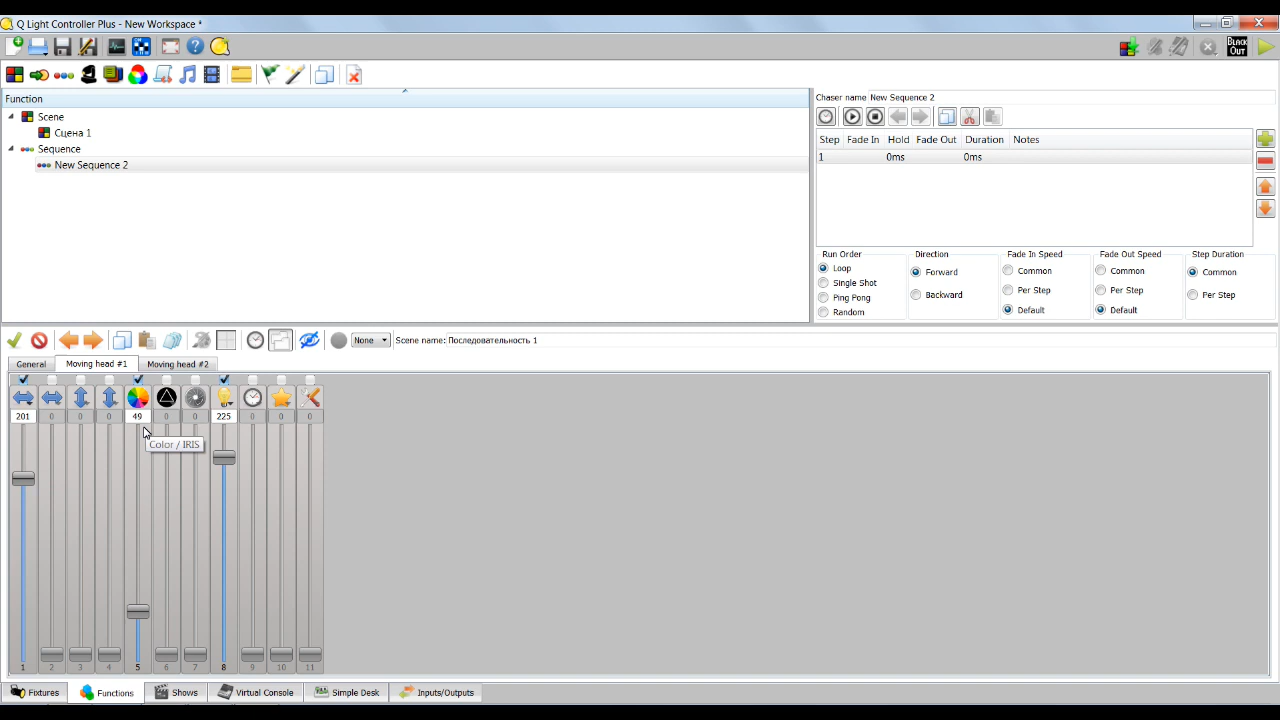 Q Light Controller Plus - New Workspace *
BLACK
OUT
Function
Scene
Сцена 1
Sequence
New Sequence 2
Chaser name New Sequence 2
Step Fade In Hold Fade Out Duration Notes
1 0ms 0ms
Run Order Direction Fade In Speed Fade Out Speed Step Duration
Loop Forward Common Common Common
Single Shot
Ping Pong Backward Per Step Per Step Per Step
Random Default Default
None Scene name: Последовательность 1
General Moving head #1 Moving head #2
201 0 0 0 49 0 0 225 0 0 0
Color / IRIS
1 2 3 4 5 6 7 8 9 10 11
Fixtures Functions Shows Virtual Console Simple Desk Inputs/Outputs